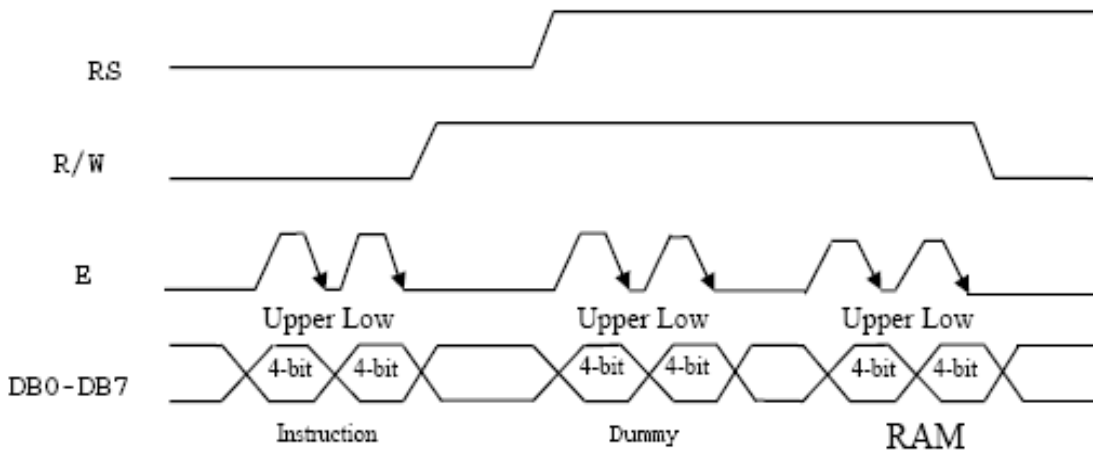 RS
R/W
E
Upper Low Upper Low Upper Low
DB0-DB7 4-bit 4-bit 4-bit 4-bit 4-bit 4-bit
Instruction Dummy RAM